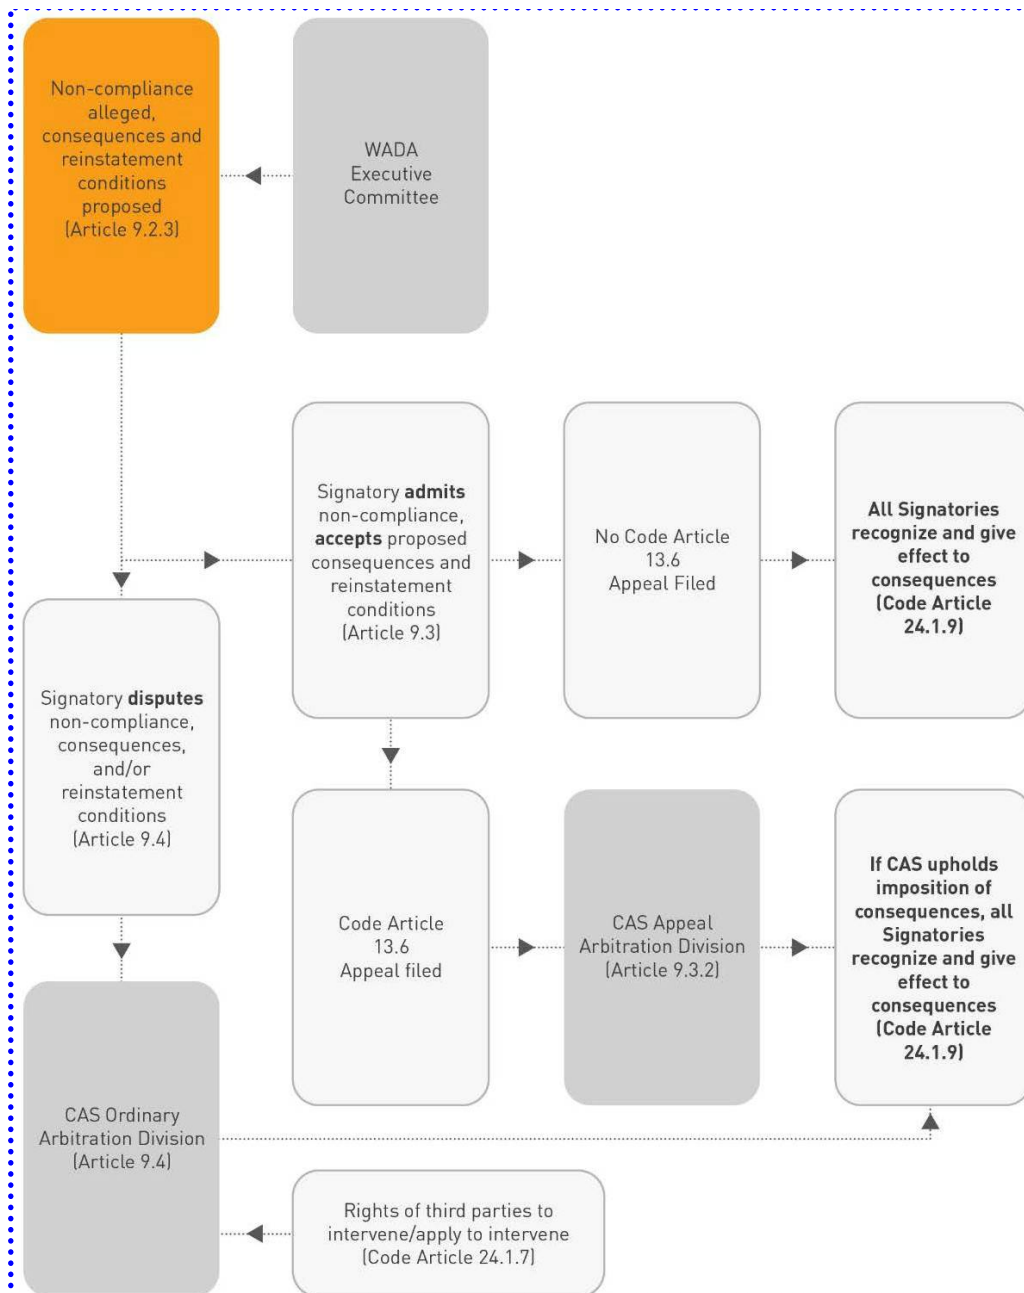 Non-compliance
alleged,
consequences and
reinstatement
conditions
proposed
(Article 9.2.3)
WADA
Executive
Committee
Signatory admits
non-compliance,
accepts proposed
consequences and
reinstatement
conditions
(Article 9.3)
No Code Article
13.6
Appeal Filed
All Signatories
recognize and give
effect to
consequences
(Code Article
24.1.9)
Signatory disputes
non-compliance,
consequences,
and/or
reinstatement
conditions
(Article 9.4)
Code Article
13.6
Appeal filed
CAS Appeal
Arbitration Division
(Article 9.3.2)
If CAS upholds
imposition of
consequences, all
Signatories
recognize and give
effect to
consequences
(Code Article
24.1.9)
CAS Ordinary
Arbitration Division
(Article 9.4)
Rights of third parties to
intervene/apply to intervene
(Code Article 24.1.7)